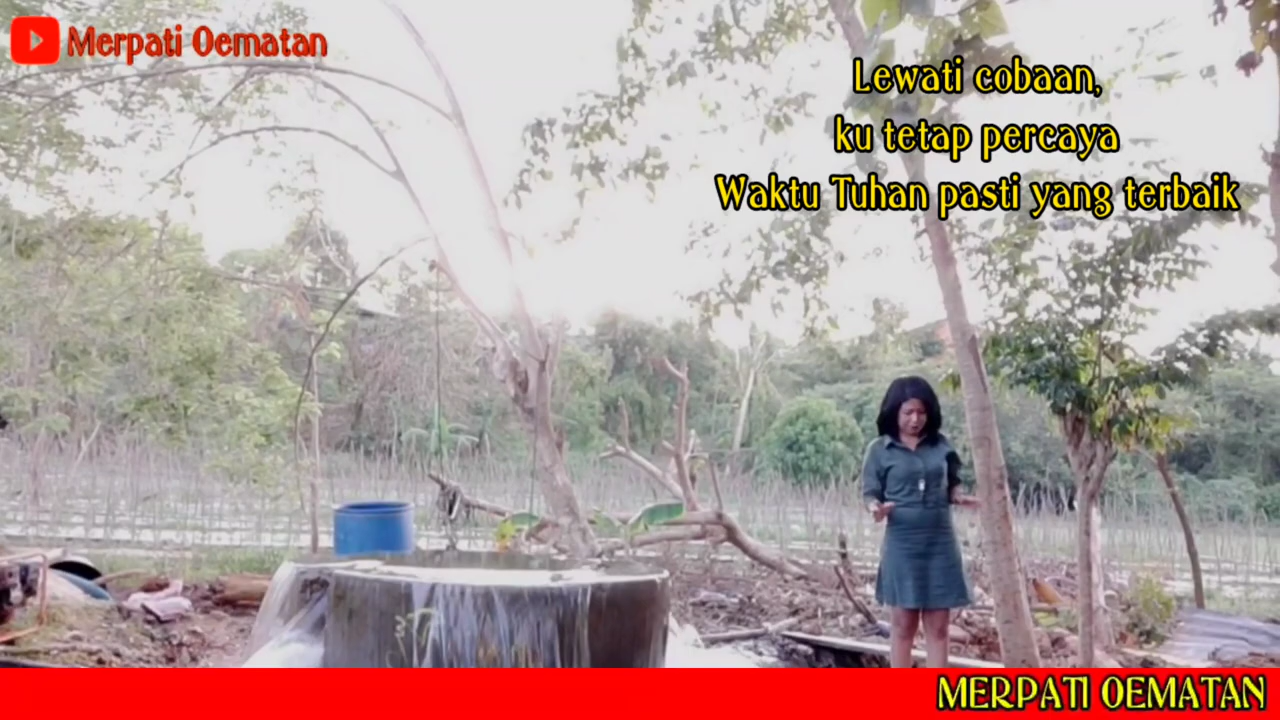 Merpati Oematan
Lewati cobaan,
ku tetap percaya
Waktu Tuhan pasti yang terbaik
MERPATI OEMATAN